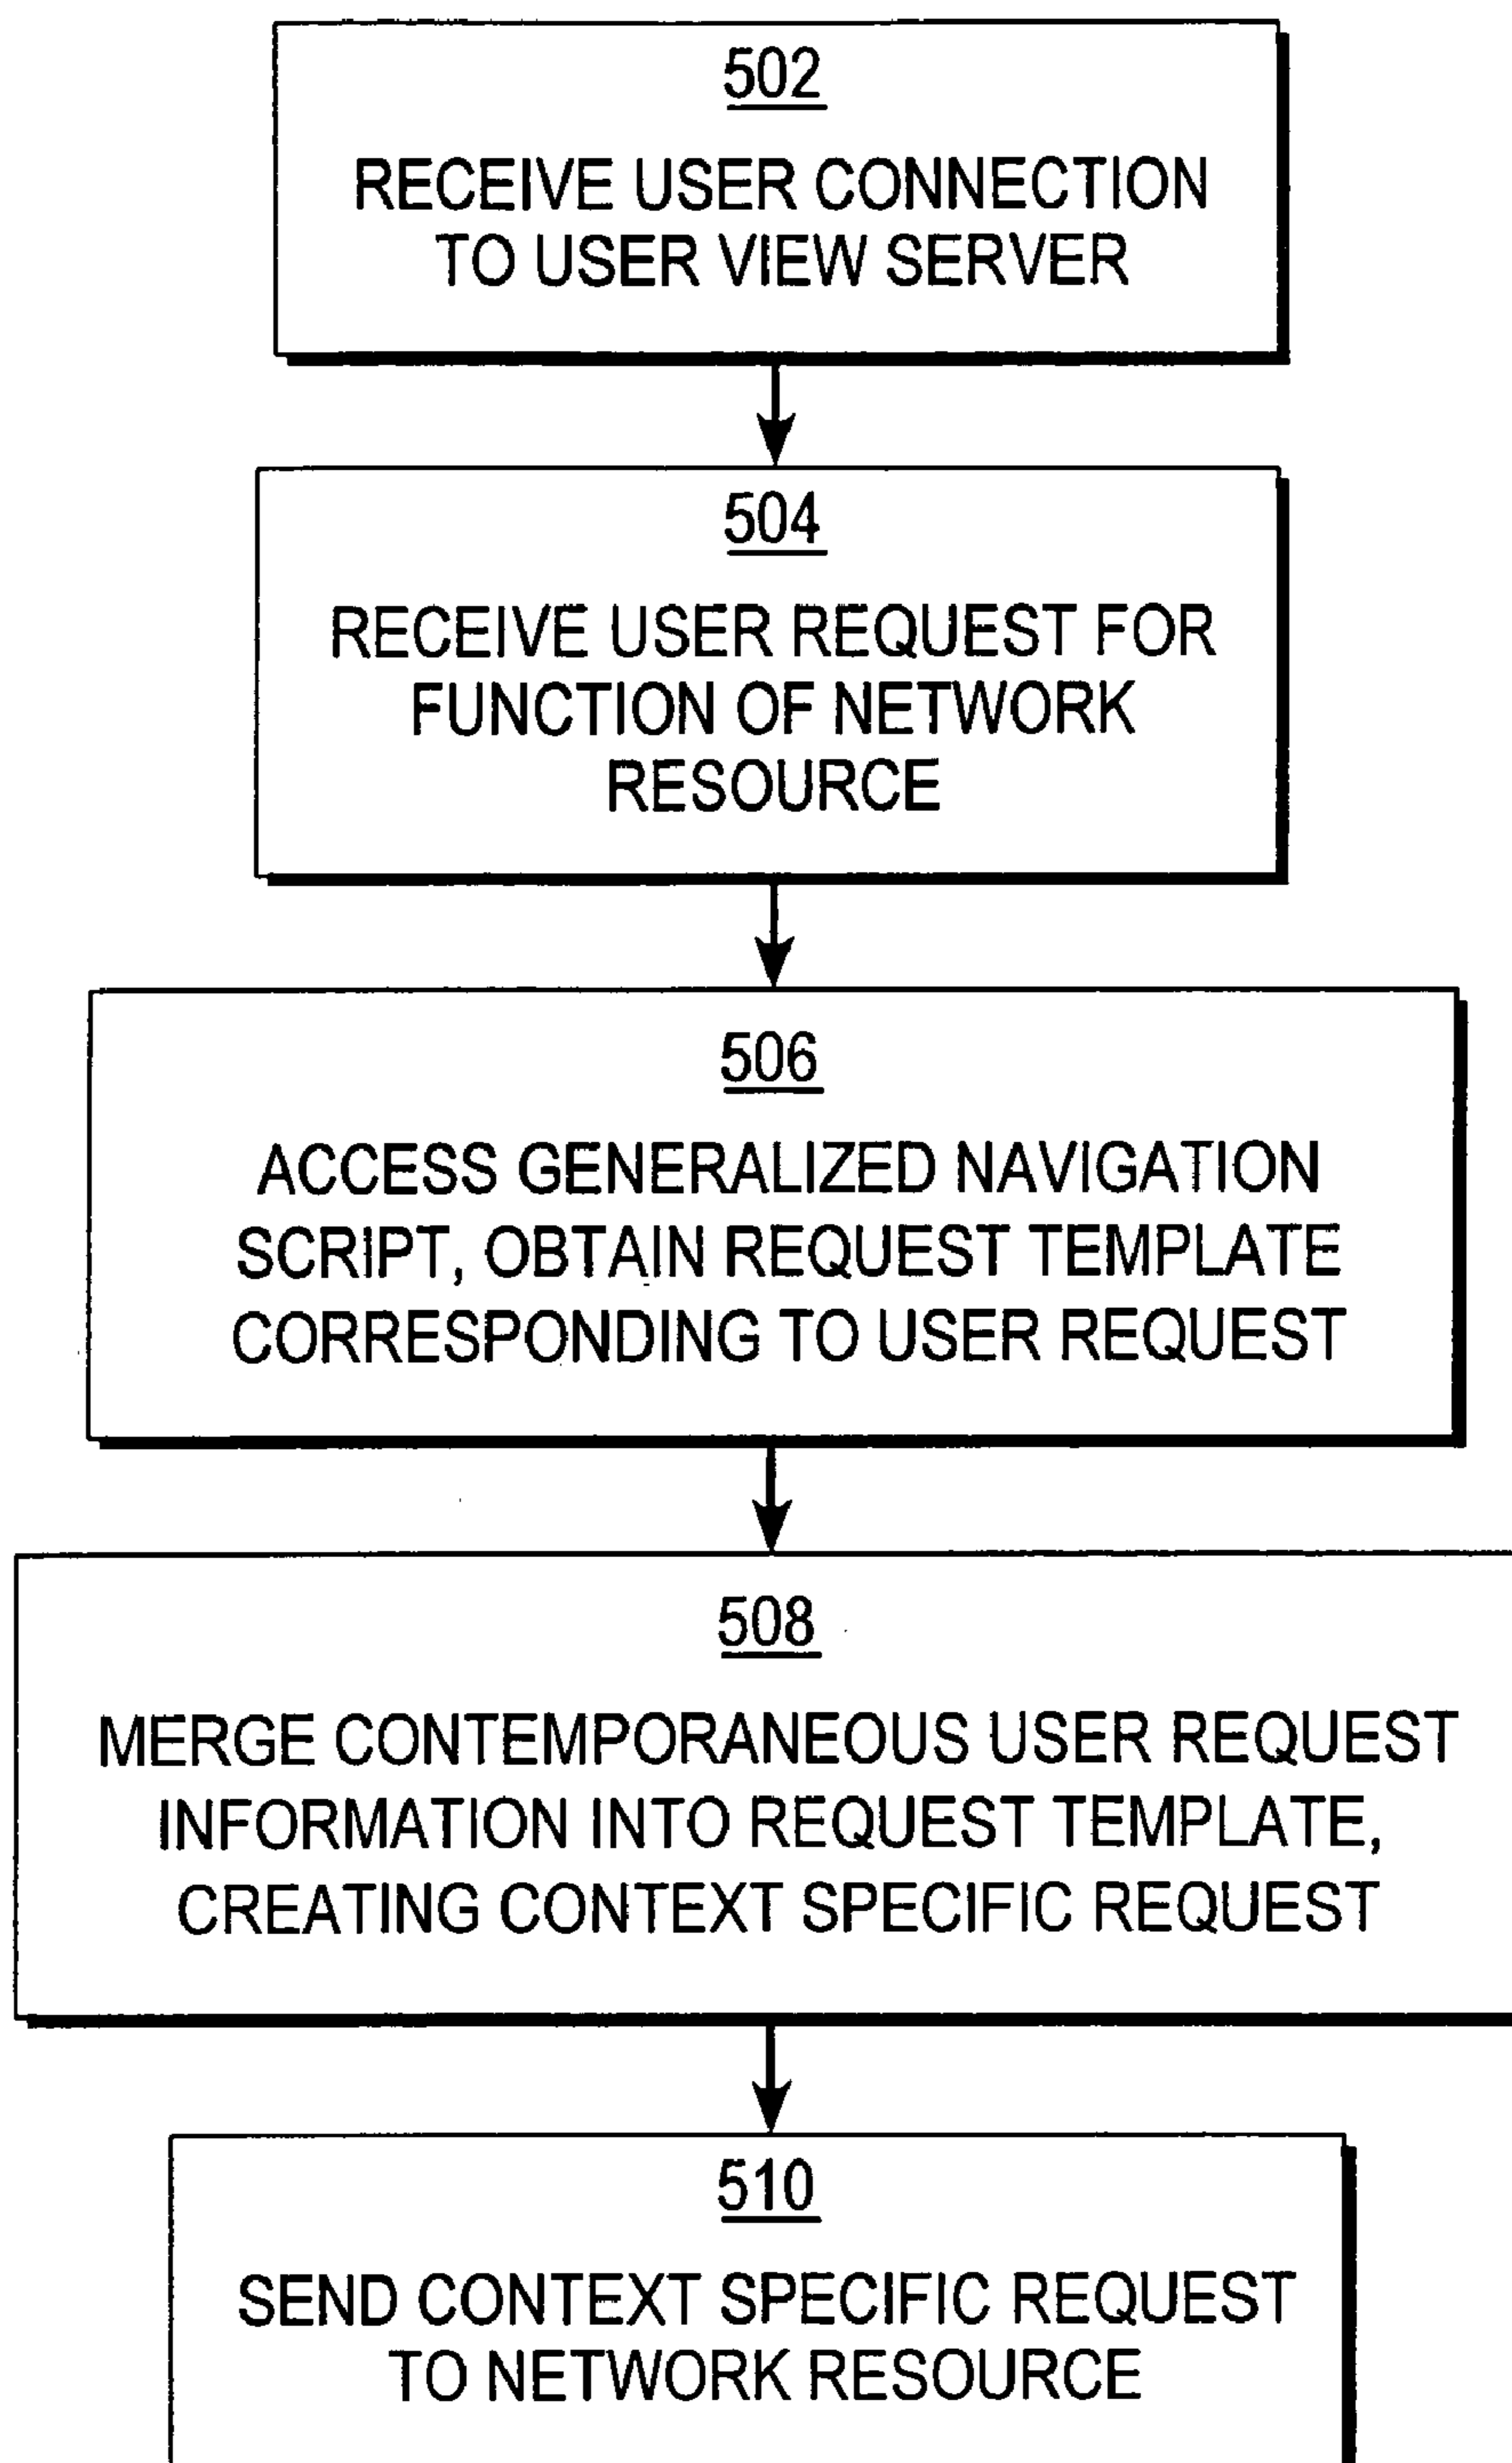 502
RECEIVE USER CONNECTION
TO USER VIEW SERVER
504
RECEIVE USER REQUEST FOR
FUNCTION OF NETWORK
RESOURCE
506
ACCESS GENERALIZED NAVIGATION
SCRIPT, OBTAIN REQUEST TEMPLATE
CORRESPONDING TO USER REQUEST
508
MERGE CONTEMPORANEOUS USER REQUEST
INFORMATION INTO REQUEST TEMPLATE,
CREATING CONTEXT SPECIFIC REQUEST
510
SEND CONTEXT SPECIFIC REQUEST
TO NETWORK RESOURCE